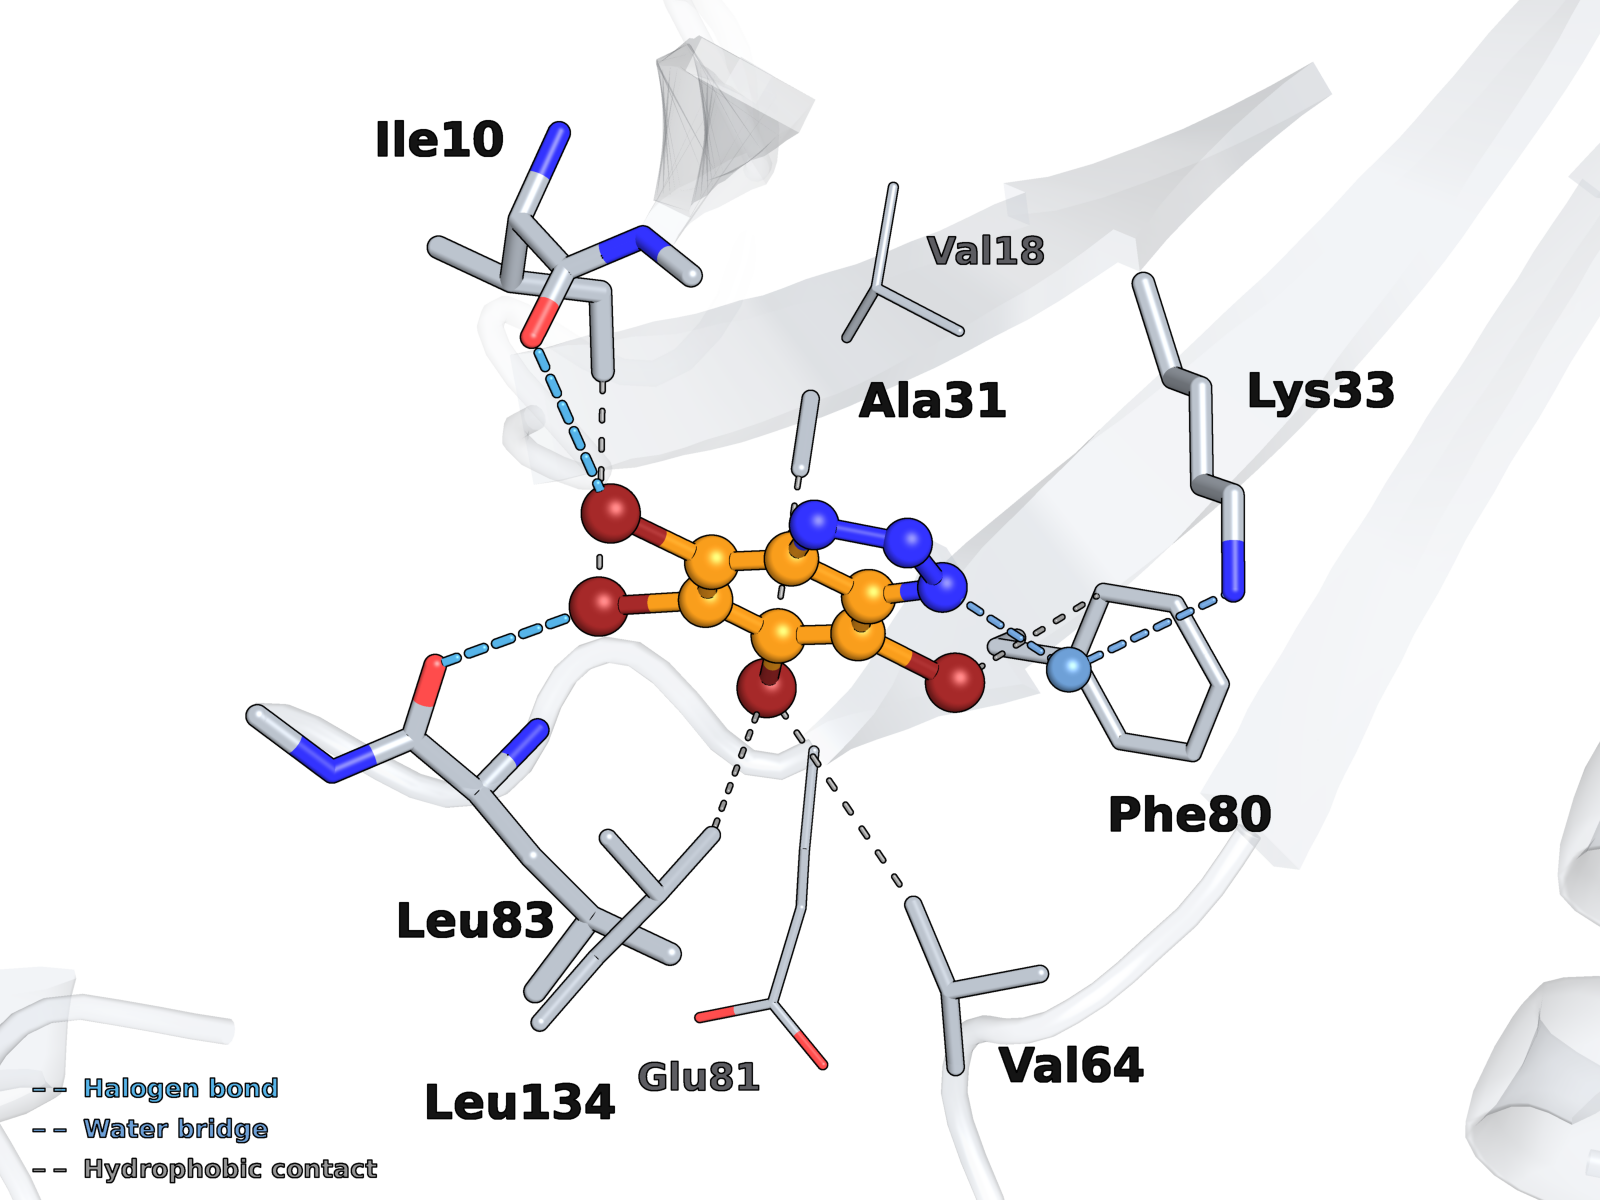 Ile10
Val18
Ala31
Lys33
Phe80
Leu83
Val64
Glu81
Leu134
-- Halogen bond
-- Water bridge
-- Hydrophobic contact